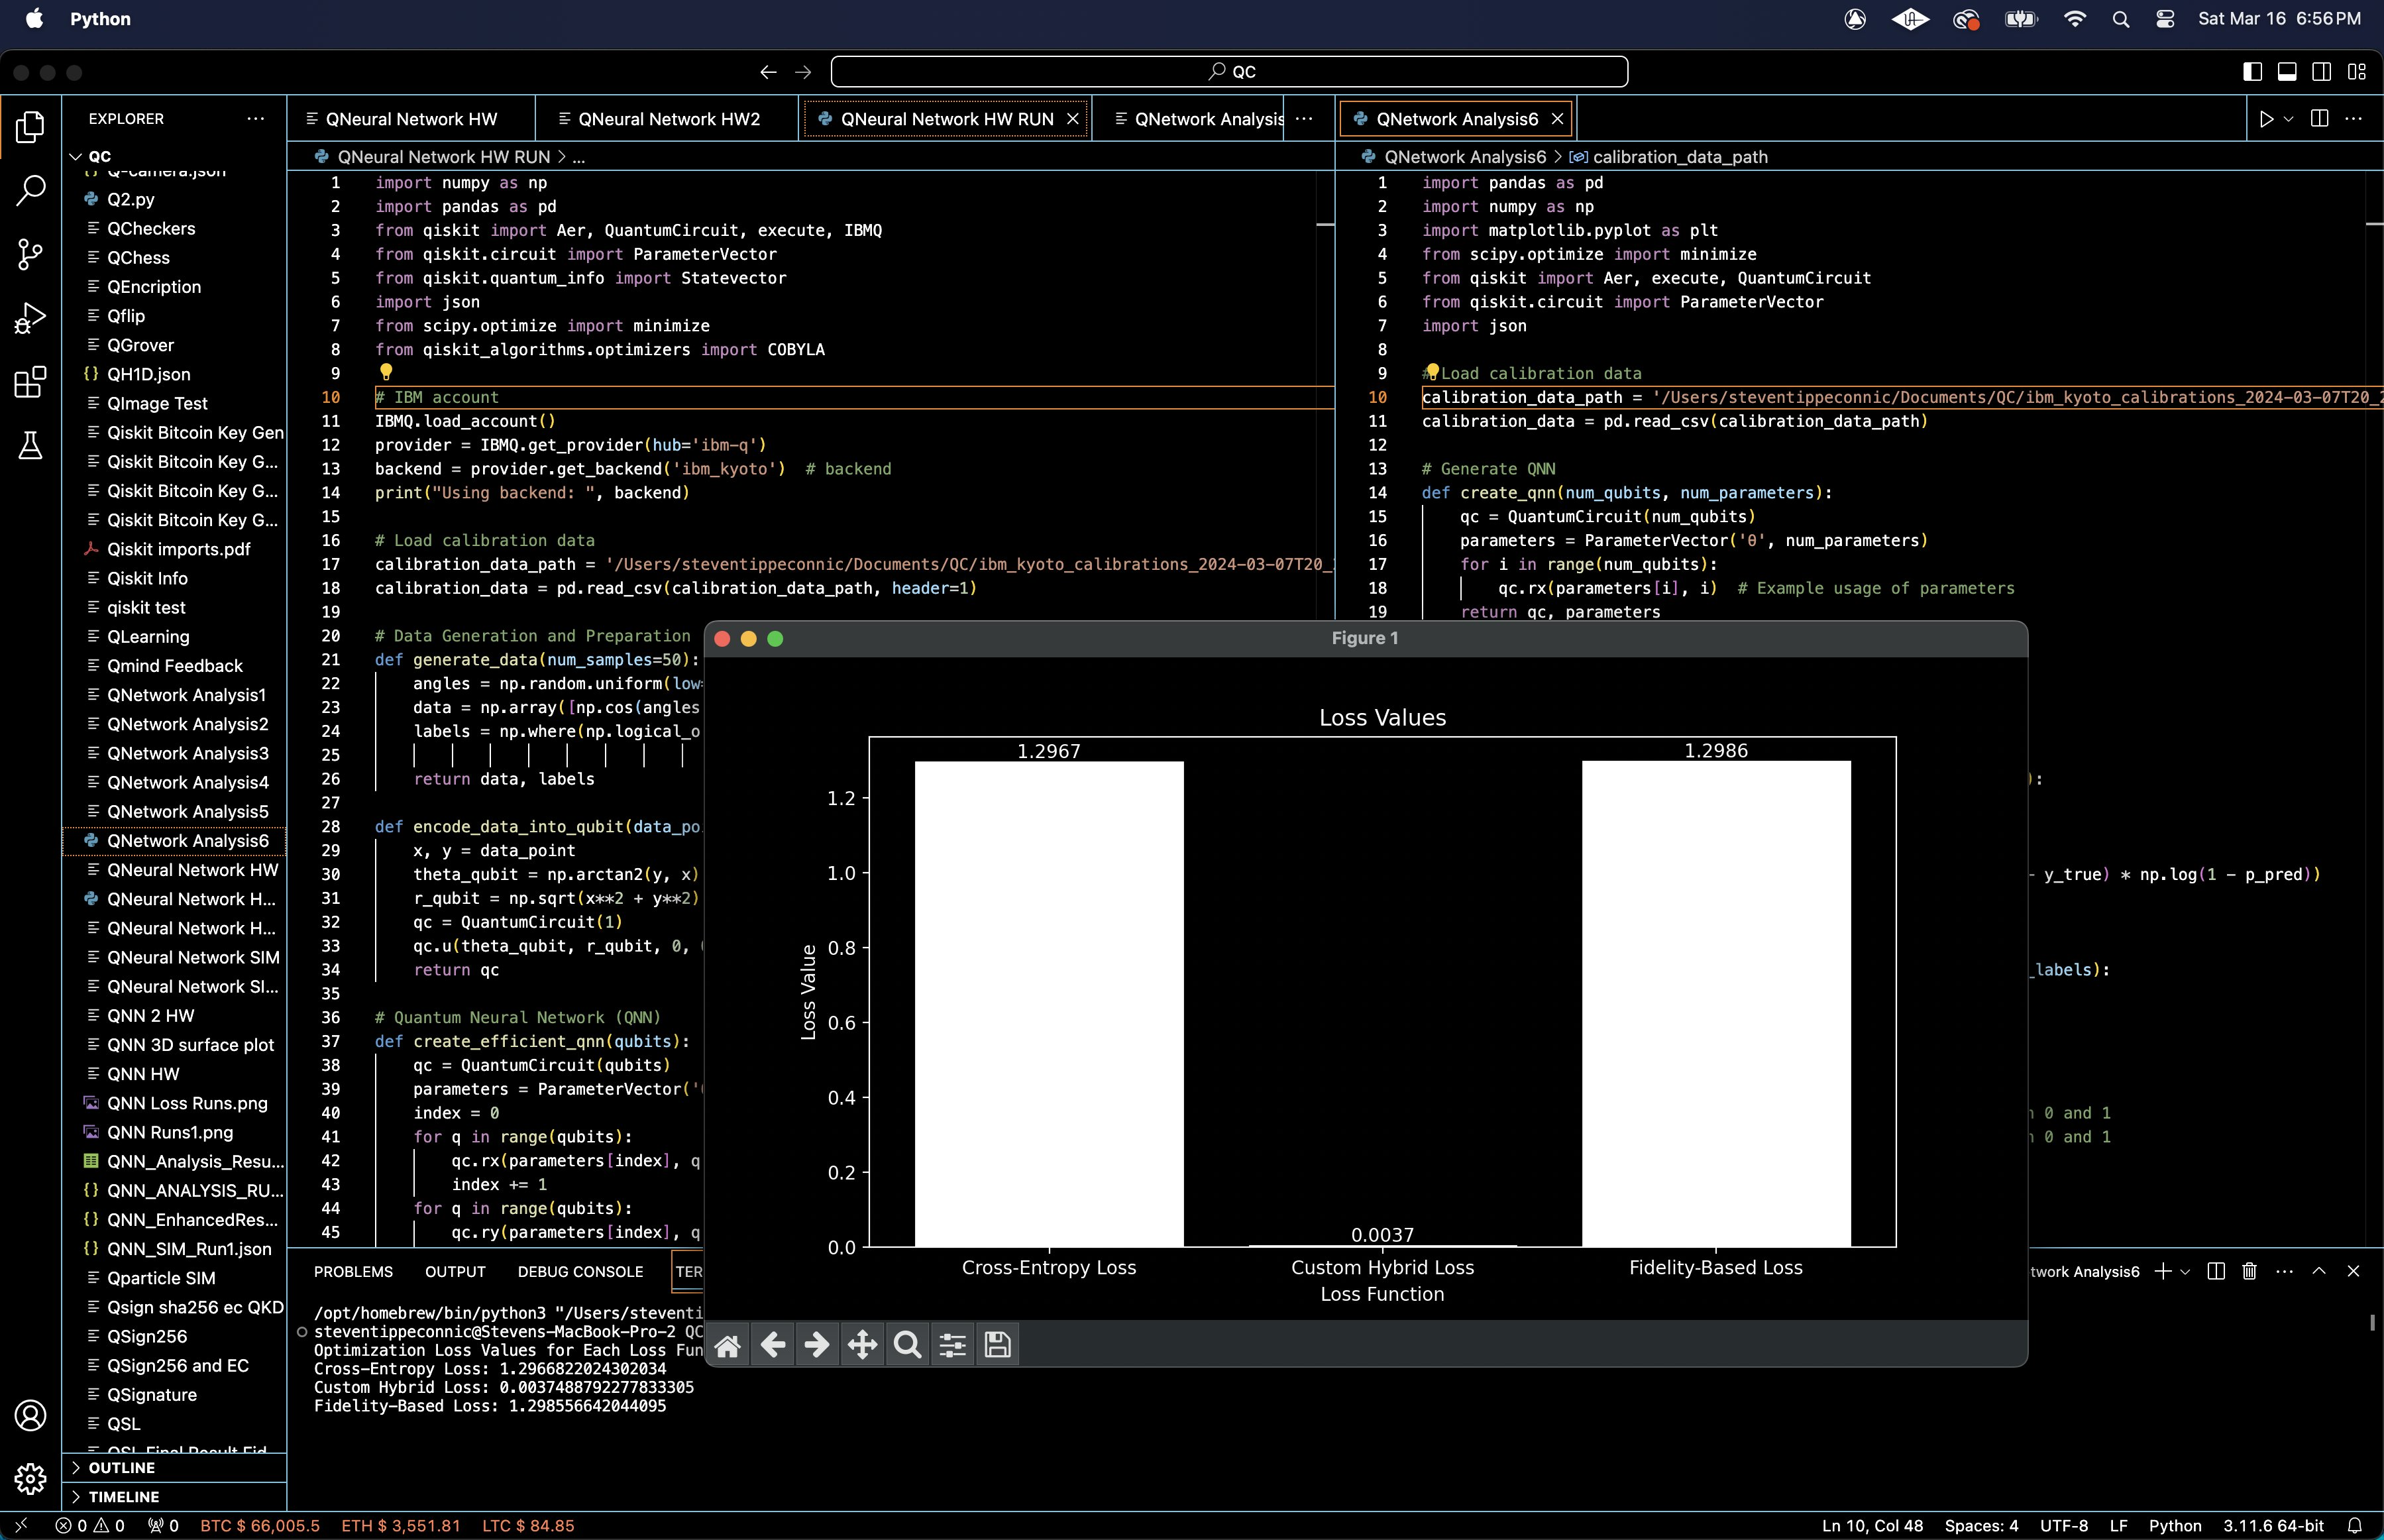 Python
Sat Mar 16 6:56 PM
QC
EXPLORER
QC
Q-camera.json
Q2.py
QCheckers
QChess
QEncription
Qflip
QGrover
QH1D.json
QImage Test
Qiskit Bitcoin Key Gen
Qiskit Bitcoin Key G...
Qiskit Bitcoin Key G...
Qiskit Bitcoin Key G...
Qiskit imports.pdf
Qiskit Info
qiskit test
QLearning
Qmind Feedback
QNetwork Analysis1
QNetwork Analysis2
QNetwork Analysis3
QNetwork Analysis4
QNetwork Analysis5
QNetwork Analysis6
QNeural Network HW
QNeural Network H...
QNeural Network H...
QNeural Network SIM
QNeural Network SI...
QNN 2 HW
QNN 3D surface plot
QNN HW
QNN Loss Runs.png
QNN Runs1.png
QNN_Analysis_Resu...
QNN_ANALYSIS_RU...
QNN_EnhancedRes...
QNN_SIM_Run1.json
Qparticle SIM
Qsign sha256 ec QKD
QSign256
QSign256 and EC
QSignature
QSL
QSL Final Result Fid
OUTLINE
TIMELINE
QNeural Network HW
QNeural Network HW2
QNeural Network HW RUN
QNetwork Analysis
QNeural Network HW RUN > ...
1 import numpy as np
2 import pandas as pd
3 from qiskit import Aer, QuantumCircuit, execute, IBMQ
4 from qiskit.circuit import ParameterVector
5 from qiskit.quantum_info import Statevector
6 import json
7 from scipy.optimize import minimize
8 from qiskit_algorithms.optimizers import COBYLA
9
10 # IBM account
11 IBMQ.load_account()
12 provider = IBMQ.get_provider(hub='ibm-q')
13 backend = provider.get_backend('ibm_kyoto')  # backend
14 print("Using backend: ", backend)
15
16 # Load calibration data
17 calibration_data_path = '/Users/steventippeconnic/Documents/QC/ibm_kyoto_calibrations_2024-03-07T20_
18 calibration_data = pd.read_csv(calibration_data_path, header=1)
19
20 # Data Generation and Preparation
21 def generate_data(num_samples=50):
22 angles = np.random.uniform(low=
23 data = np.array([np.cos(angles
24 labels = np.where(np.logical_o
25
26 return data, labels
27
28 def encode_data_into_qubit(data_po
29 x, y = data_point
30 theta_qubit = np.arctan2(y, x)
31 r_qubit = np.sqrt(x**2 + y**2)
32 qc = QuantumCircuit(1)
33 qc.u(theta_qubit, r_qubit, 0,
34 return qc
35
36 # Quantum Neural Network (QNN)
37 def create_efficient_qnn(qubits):
38 qc = QuantumCircuit(qubits)
39 parameters = ParameterVector('
40 index = 0
41 for q in range(qubits):
42 qc.rx(parameters[index], q
43 index += 1
44 for q in range(qubits):
45 qc.ry(parameters[index], q
QNetwork Analysis6
QNetwork Analysis6 > calibration_data_path
1 import pandas as pd
2 import numpy as np
3 import matplotlib.pyplot as plt
4 from scipy.optimize import minimize
5 from qiskit import Aer, execute, QuantumCircuit
6 from qiskit.circuit import ParameterVector
7 import json
8
9 # Load calibration data
10 calibration_data_path = '/Users/steventippeconnic/Documents/QC/ibm_kyoto_calibrations_2024-03-07T20_2
11 calibration_data = pd.read_csv(calibration_data_path)
12
13 # Generate QNN
14 def create_qnn(num_qubits, num_parameters):
15 qc = QuantumCircuit(num_qubits)
16 parameters = ParameterVector('θ', num_parameters)
17 for i in range(num_qubits):
18 qc.rx(parameters[i], i)  # Example usage of parameters
19 return qc, parameters
):
- y_true) * np.log(1 - p_pred))
_labels):
n 0 and 1
n 0 and 1
Figure 1
Loss Values
1.2967
1.2986
0.0037
1.2
1.0
0.8
0.6
0.4
0.2
0.0
Loss Value
Cross-Entropy Loss
Custom Hybrid Loss
Fidelity-Based Loss
Loss Function
PROBLEMS
OUTPUT
DEBUG CONSOLE
TER
twork Analysis6
/opt/homebrew/bin/python3 "/Users/steventi
steventippeconnic@Stevens-MacBook-Pro-2 QC
Optimization Loss Values for Each Loss Fun
Cross-Entropy Loss: 1.2966822024302034
Custom Hybrid Loss: 0.0037488792277833305
Fidelity-Based Loss: 1.298556642044095
0 0 0 BTC $ 66,005.5 ETH $ 3,551.81 LTC $ 84.85
Ln 10, Col 48 Spaces: 4 UTF-8 LF Python 3.11.6 64-bit